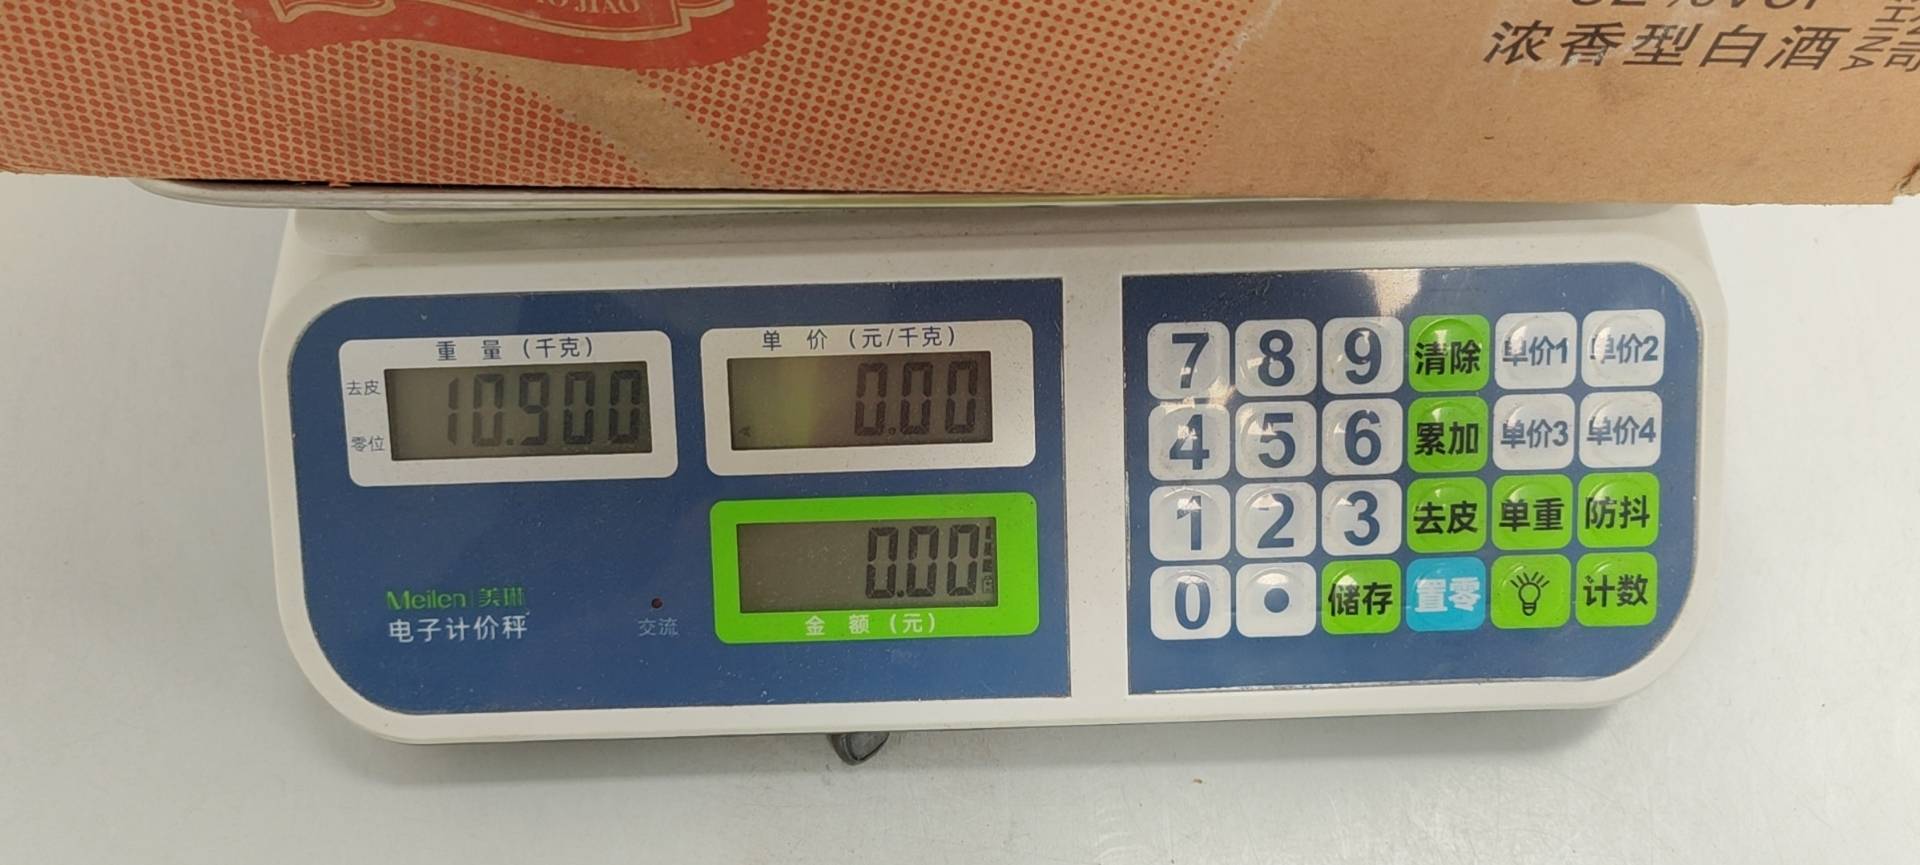 浓香型白酒
重 量 (千克)
去皮
零位
10.900
单 价 (元/千克)
0.00
0.00
金 额 (元)
Meilen 美琳
电子计价秤
交流
7 8 9 清除 单价1 单价2
4 5 6 累加 单价3 单价4
1 2 3 去皮 单重 防抖
0 . 储存 置零 计数